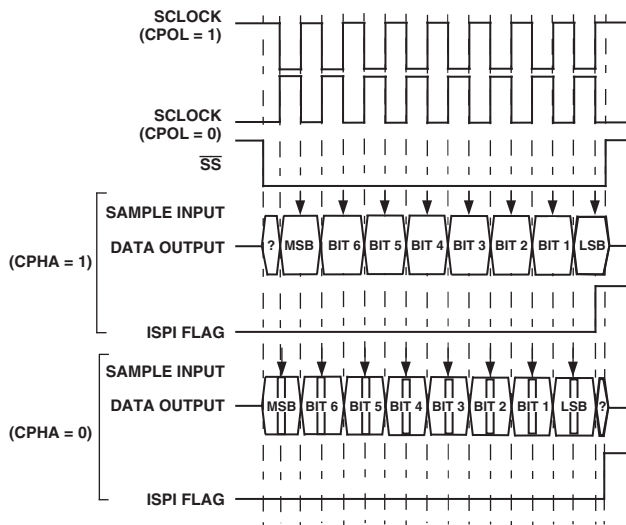 SCLOCK
(CPOL = 1)
SCLOCK
(CPOL = 0)
SS
SAMPLE INPUT
DATA OUTPUT
? MSB BIT 6 BIT 5 BIT 4 BIT 3 BIT 2 BIT 1 LSB
(CPHA = 1)
ISPI FLAG
SAMPLE INPUT
DATA OUTPUT
MSB BIT 6 BIT 5 BIT 4 BIT 3 BIT 2 BIT 1 LSB ?
(CPHA = 0)
ISPI FLAG